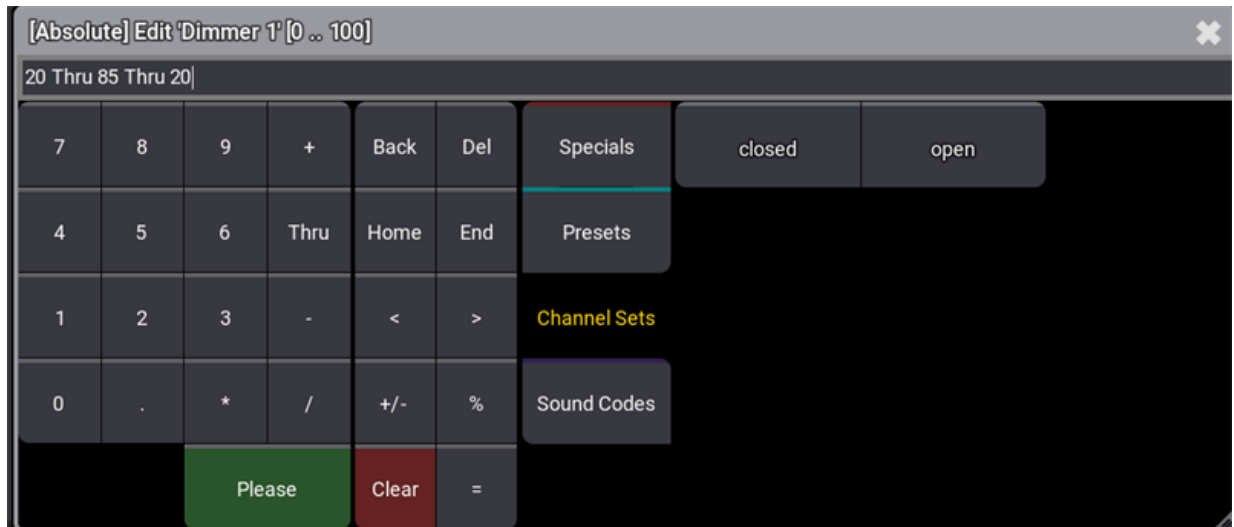 [Absolute] Edit 'Dimmer 1' [0 .. 100]
20 Thru 85 Thru 20
7 8 9 + Back Del Specials closed open
4 5 6 Thru Home End Presets
1 2 3 - < > Channel Sets
0 . * / +/- % Sound Codes
Please Clear =